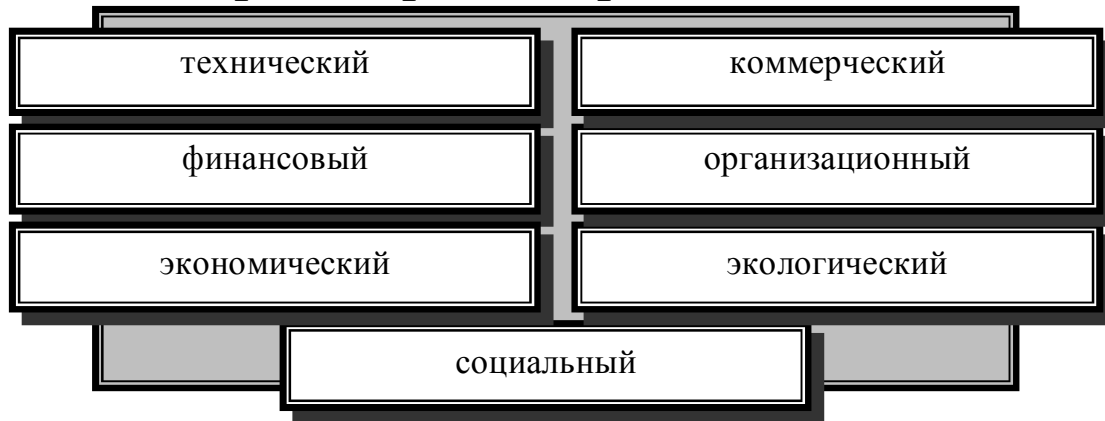 технический
коммерческий
финансовый
организационный
экономический
экологический
социальный